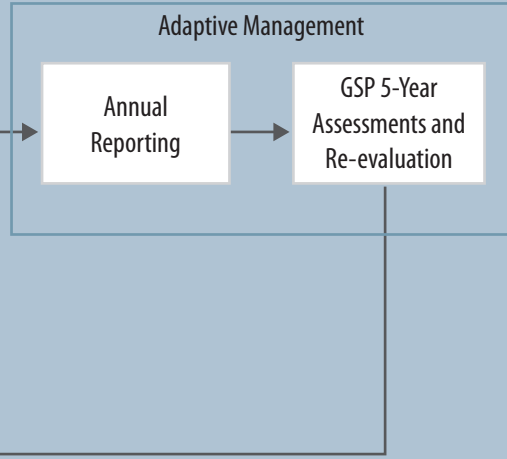 Adaptive Management
Annual
Reporting
GSP 5-Year
Assessments and
Re-evaluation